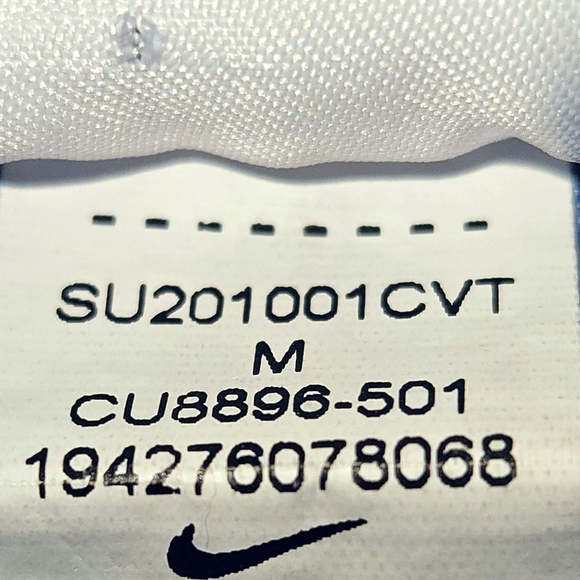 --------
SU201001CVT
M
CU8896-501
194276078068